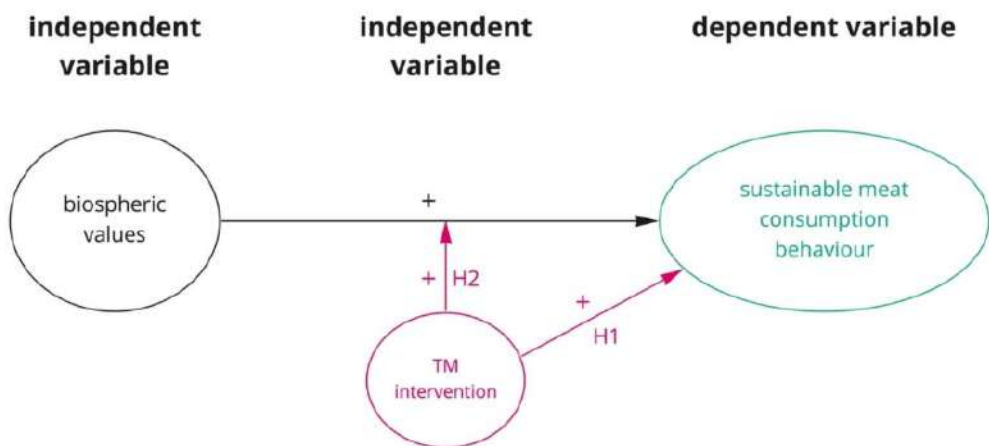 independent
variable
independent
variable
dependent variable
biospheric
values
+
sustainable meat
consumption
behaviour
+ H2
+
H1
TM
intervention